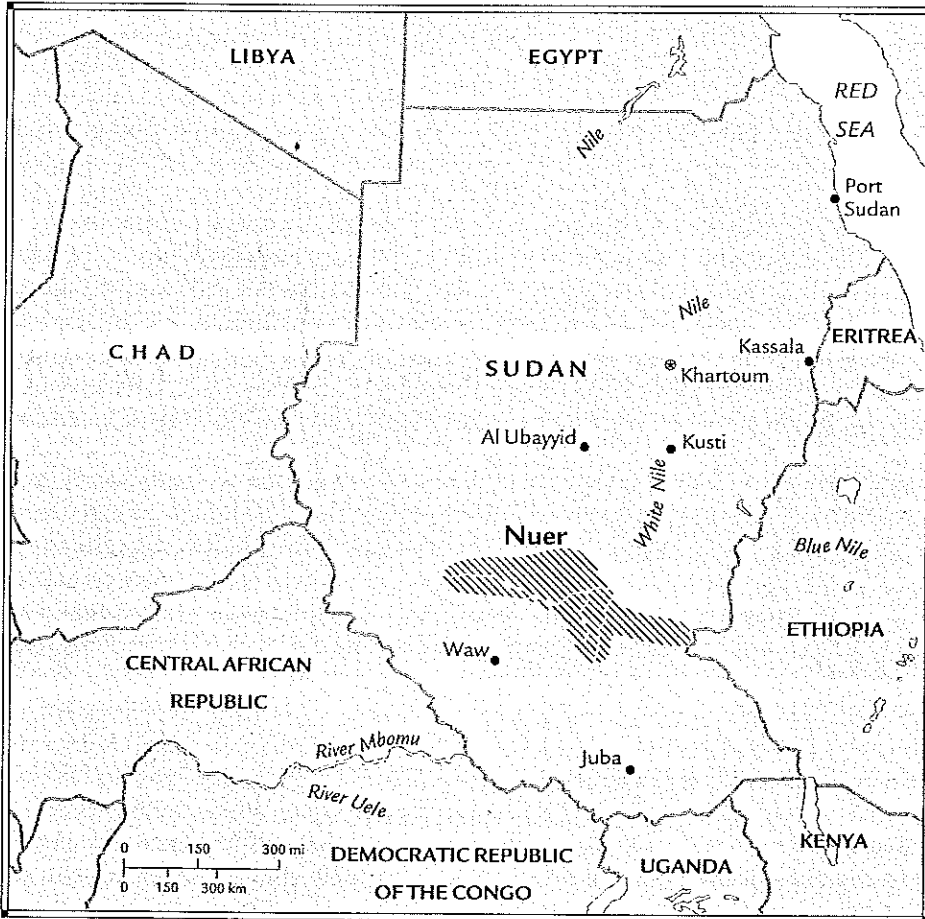 LIBYA
EGYPT
RED
SEA
Nile
Port
Sudan
Nile
CHAD
SUDAN
Khartoum
Kassala
ERITREA
Al Ubayyid
Kusti
White Nile
Nuer
Blue Nile
ETHIOPIA
Waw
CENTRAL AFRICAN
REPUBLIC
River Mbomu
River Uele
Juba
0 150 300 mi
0 150 300 km
DEMOCRATIC REPUBLIC
OF THE CONGO
UGANDA
KENYA